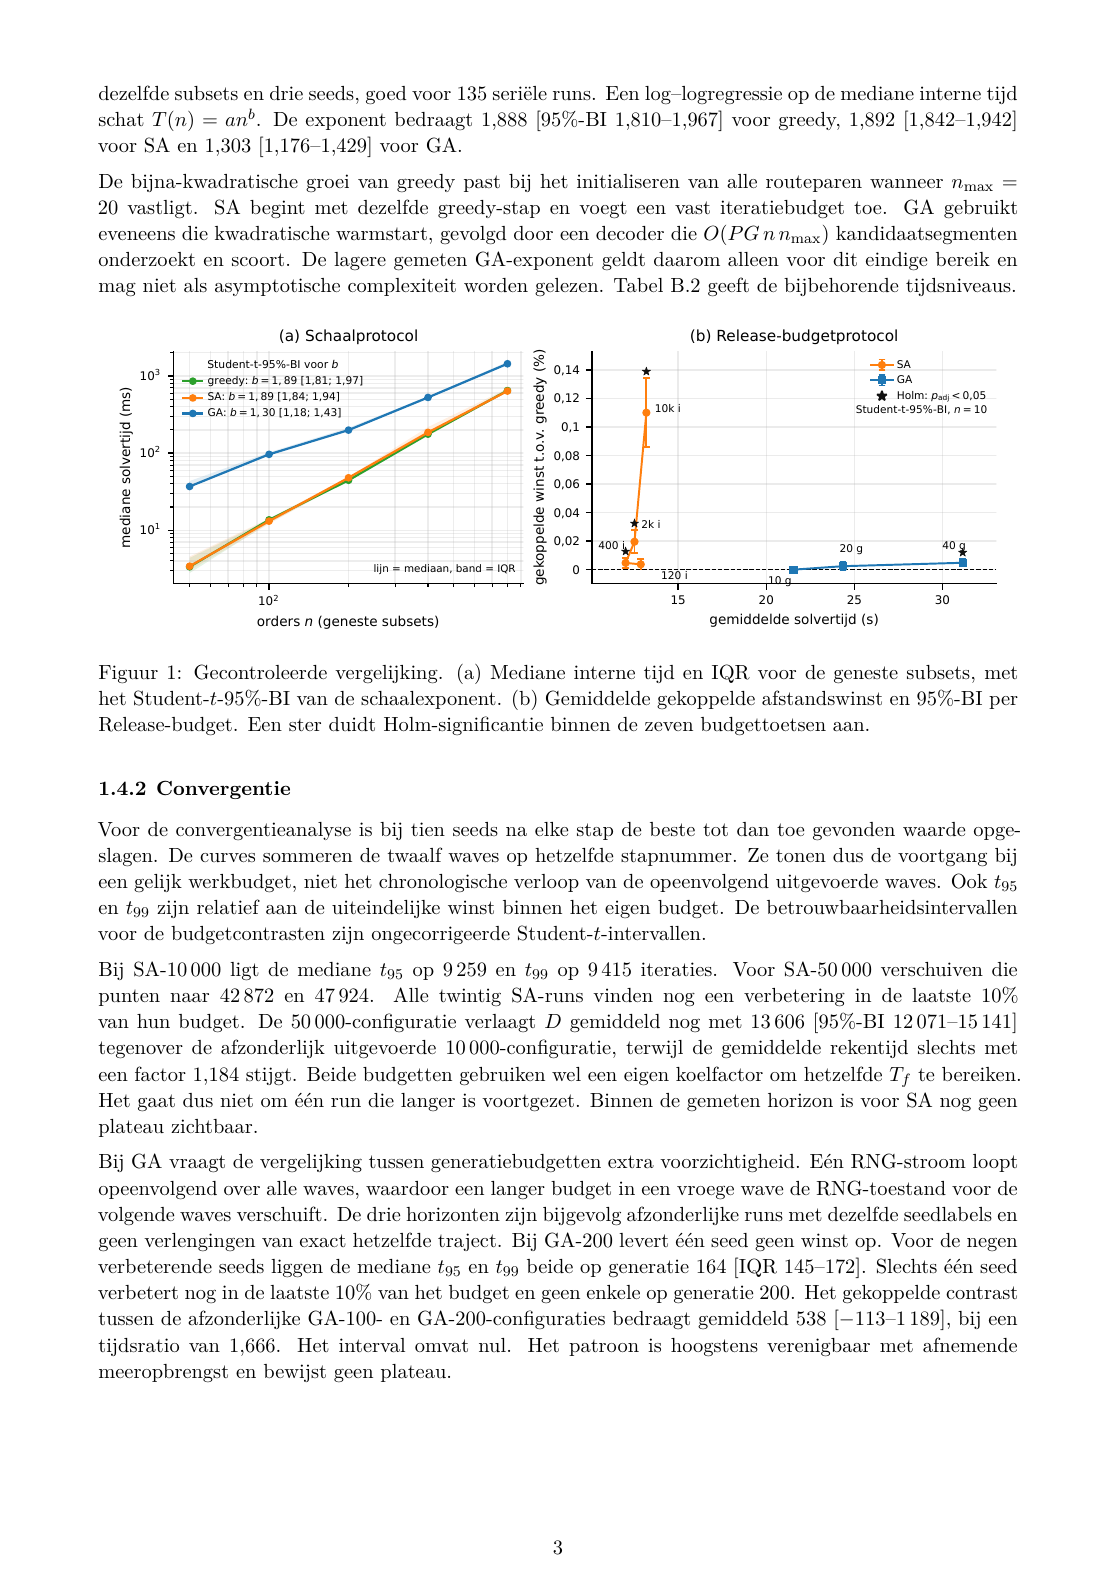 dezelfde subsets en drie seeds, goed voor 135 seriële runs. Een log–logregressie op de mediane interne tijd
schat T(n) = anᵇ. De exponent bedraagt 1,888 [95%-BI 1,810–1,967] voor greedy, 1,892 [1,842–1,942]
voor SA en 1,303 [1,176–1,429] voor GA.
De bijna-kwadratische groei van greedy past bij het initialiseren van alle routeparen wanneer n_max =
20 vastligt. SA begint met dezelfde greedy-stap en voegt een vast iteratiebudget toe. GA gebruikt
eveneens die kwadratische warmstart, gevolgd door een decoder die O(PG n n_max) kandidaatsegmenten
onderzoekt en scoort. De lagere gemeten GA-exponent geldt daarom alleen voor dit eindige bereik en
mag niet als asymptotische complexiteit worden gelezen. Tabel B.2 geeft de bijbehorende tijdsniveaus.
(a) Schaalprotocol
mediane solvertijd (ms)
10³
10²
10¹
Student-t-95%-BI voor b
greedy: b = 1, 89 [1,81; 1,97]
SA: b = 1, 89 [1,84; 1,94]
GA: b = 1, 30 [1,18; 1,43]
lijn = mediaan, band = IQR
10²
orders n (geneste subsets)
(b) Release-budgetprotocol
gekoppelde winst t.o.v. greedy (%)
0,14
0,12
0,1
0,08
0,06
0,04
0,02
0
SA
GA
Holm: p_adj < 0,05
Student-t-95%-BI, n = 10
10k i
2k i
400 i
120 i
10 g
20 g
40 g
15 20 25 30
gemiddelde solvertijd (s)
Figuur 1: Gecontroleerde vergelijking. (a) Mediane interne tijd en IQR voor de geneste subsets, met
het Student-t-95%-BI van de schaalexponent. (b) Gemiddelde gekoppelde afstandswinst en 95%-BI per
Release-budget. Een ster duidt Holm-significantie binnen de zeven budgettoetsen aan.
1.4.2 Convergentie
Voor de convergentieanalyse is bij tien seeds na elke stap de beste tot dan toe gevonden waarde opge-
slagen. De curves sommeren de twaalf waves op hetzelfde stapnummer. Ze tonen dus de voortgang bij
een gelijk werkbudget, niet het chronologische verloop van de opeenvolgend uitgevoerde waves. Ook t₉₅
en t₉₉ zijn relatief aan de uiteindelijke winst binnen het eigen budget. De betrouwbaarheidsintervallen
voor de budgetcontrasten zijn ongecorrigeerde Student-t-intervallen.
Bij SA-10 000 ligt de mediane t₉₅ op 9 259 en t₉₉ op 9 415 iteraties. Voor SA-50 000 verschuiven die
punten naar 42 872 en 47 924. Alle twintig SA-runs vinden nog een verbetering in de laatste 10%
van hun budget. De 50 000-configuratie verlaagt D gemiddeld nog met 13 606 [95%-BI 12 071–15 141]
tegenover de afzonderlijk uitgevoerde 10 000-configuratie, terwijl de gemiddelde rekentijd slechts met
een factor 1,184 stijgt. Beide budgetten gebruiken wel een eigen koelfactor om hetzelfde T_f te bereiken.
Het gaat dus niet om één run die langer is voortgezet. Binnen de gemeten horizon is voor SA nog geen
plateau zichtbaar.
Bij GA vraagt de vergelijking tussen generatiebudgetten extra voorzichtigheid. Eén RNG-stroom loopt
opeenvolgend over alle waves, waardoor een langer budget in een vroege wave de RNG-toestand voor de
volgende waves verschuift. De drie horizonten zijn bijgevolg afzonderlijke runs met dezelfde seedlabels en
geen verlengingen van exact hetzelfde traject. Bij GA-200 levert één seed geen winst op. Voor de negen
verbeterende seeds liggen de mediane t₉₅ en t₉₉ beide op generatie 164 [IQR 145–172]. Slechts één seed
verbetert nog in de laatste 10% van het budget en geen enkele op generatie 200. Het gekoppelde contrast
tussen de afzonderlijke GA-100- en GA-200-configuraties bedraagt gemiddeld 538 [−113–1 189], bij een
tijdsratio van 1,666. Het interval omvat nul. Het patroon is hoogstens verenigbaar met afnemende
meeropbrengst en bewijst geen plateau.
3